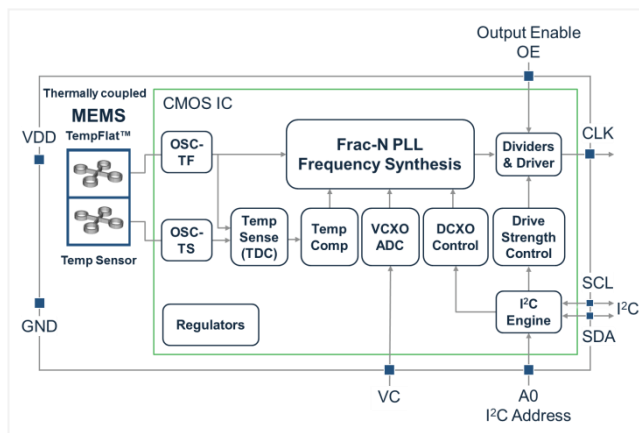 Output Enable
OE
Thermally coupled
MEMS
TempFlat™
CMOS IC
VDD
CLK
OSC-
TF
Frac-N PLL
Frequency Synthesis
Dividers
& Driver
OSC-
TS
Temp
Sense
(TDC)
Temp
Comp
VCXO
ADC
DCXO
Control
Drive
Strength
Control
Temp Sensor
SCL
I²C
SDA
I²C
Engine
GND
Regulators
VC
A0
I²C Address